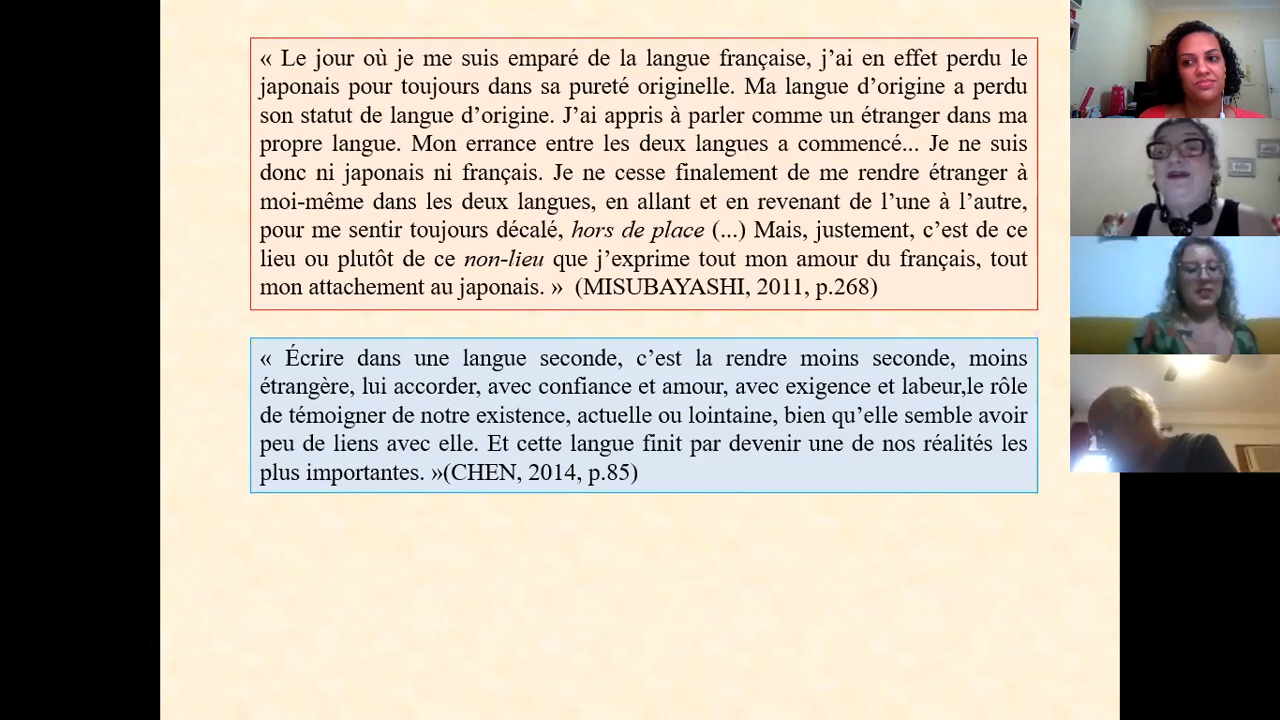 « Le jour où je me suis emparé de la langue française, j’ai en effet perdu le
japonais pour toujours dans sa pureté originelle. Ma langue d’origine a perdu
son statut de langue d’origine. J’ai appris à parler comme un étranger dans ma
propre langue. Mon errance entre les deux langues a commencé... Je ne suis
donc ni japonais ni français. Je ne cesse finalement de me rendre étranger à
moi-même dans les deux langues, en allant et en revenant de l’une à l’autre,
pour me sentir toujours décalé, hors de place (...) Mais, justement, c’est de ce
lieu ou plutôt de ce non-lieu que j’exprime tout mon amour du français, tout
mon attachement au japonais. » (MISUBAYASHI, 2011, p.268)
« Écrire dans une langue seconde, c’est la rendre moins seconde, moins
étrangère, lui accorder, avec confiance et amour, avec exigence et labeur,le rôle
de témoigner de notre existence, actuelle ou lointaine, bien qu’elle semble avoir
peu de liens avec elle. Et cette langue finit par devenir une de nos réalités les
plus importantes. »(CHEN, 2014, p.85)